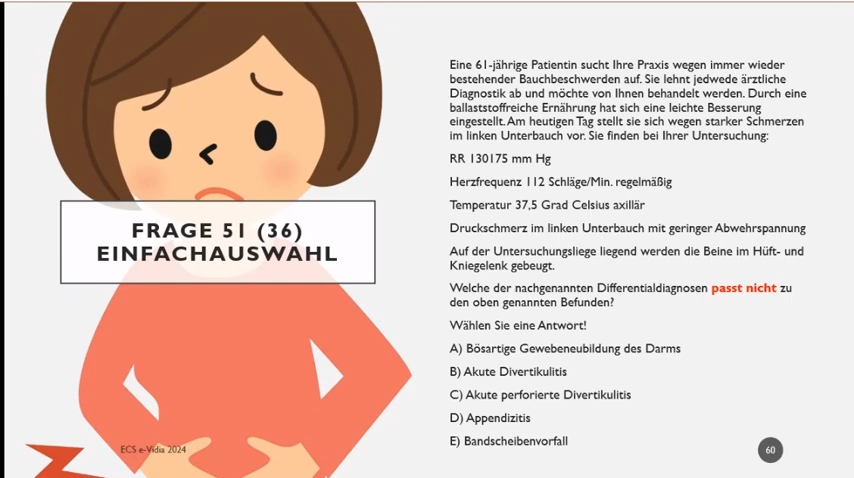 FRAGE 51 (36)
EINFACHAUSWAHL
Eine 61-jährige Patientin sucht Ihre Praxis wegen immer wieder
bestehender Bauchbeschwerden auf. Sie lehnt jedwede ärztliche
Diagnostik ab und möchte von Ihnen behandelt werden. Durch eine
ballaststoffreiche Ernährung hat sich eine leichte Besserung
eingestellt. Am heutigen Tag stellt sie sich wegen starker Schmerzen
im linken Unterbauch vor. Sie finden bei Ihrer Untersuchung:
RR 130175 mm Hg
Herzfrequenz 112 Schläge/Min. regelmäßig
Temperatur 37,5 Grad Celsius axillär
Druckschmerz im linken Unterbauch mit geringer Abwehrspannung
Auf der Untersuchungsliege liegend werden die Beine im Hüft- und
Kniegelenk gebeugt.
Welche der nachgenannten Differentialdiagnosen passt nicht zu
den oben genannten Befunden?
Wählen Sie eine Antwort!
A) Bösartige Gewebeneubildung des Darms
B) Akute Divertikulitis
C) Akute perforierte Divertikulitis
D) Appendizitis
E) Bandscheibenvorfall
ECS e-Vidia 2024
60